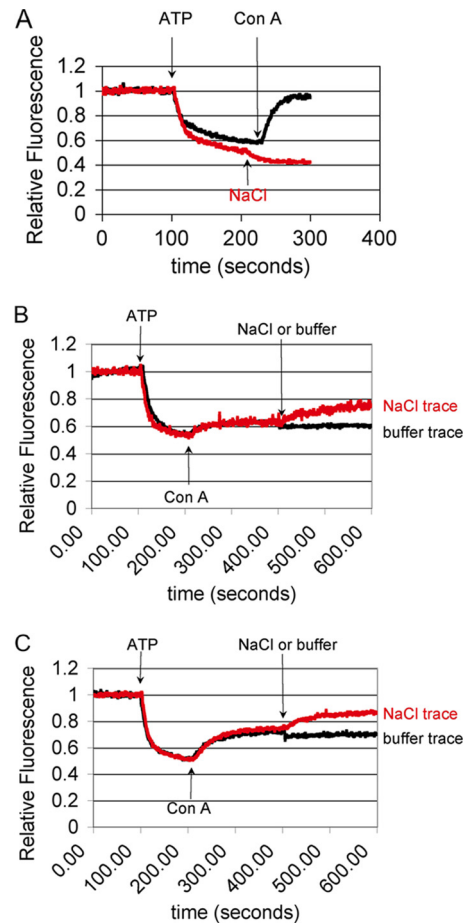 A
ATP Con A
1.2
1
0.8
0.6
0.4
0.2
0
Relative Fluorescence
NaCl
0 100 200 300 400
time (seconds)
B
ATP
NaCl or buffer
1.2
1
0.8
0.6
0.4
0.2
0
Relative Fluorescence
NaCl trace
buffer trace
Con A
0.00 100.00 200.00 300.00 400.00 500.00 600.00
time (seconds)
C
ATP
NaCl or buffer
1.2
1
0.8
0.6
0.4
0.2
0
Relative Fluorescence
NaCl trace
buffer trace
Con A
0.00 100.00 200.00 300.00 400.00 500.00 600.00
time (seconds)